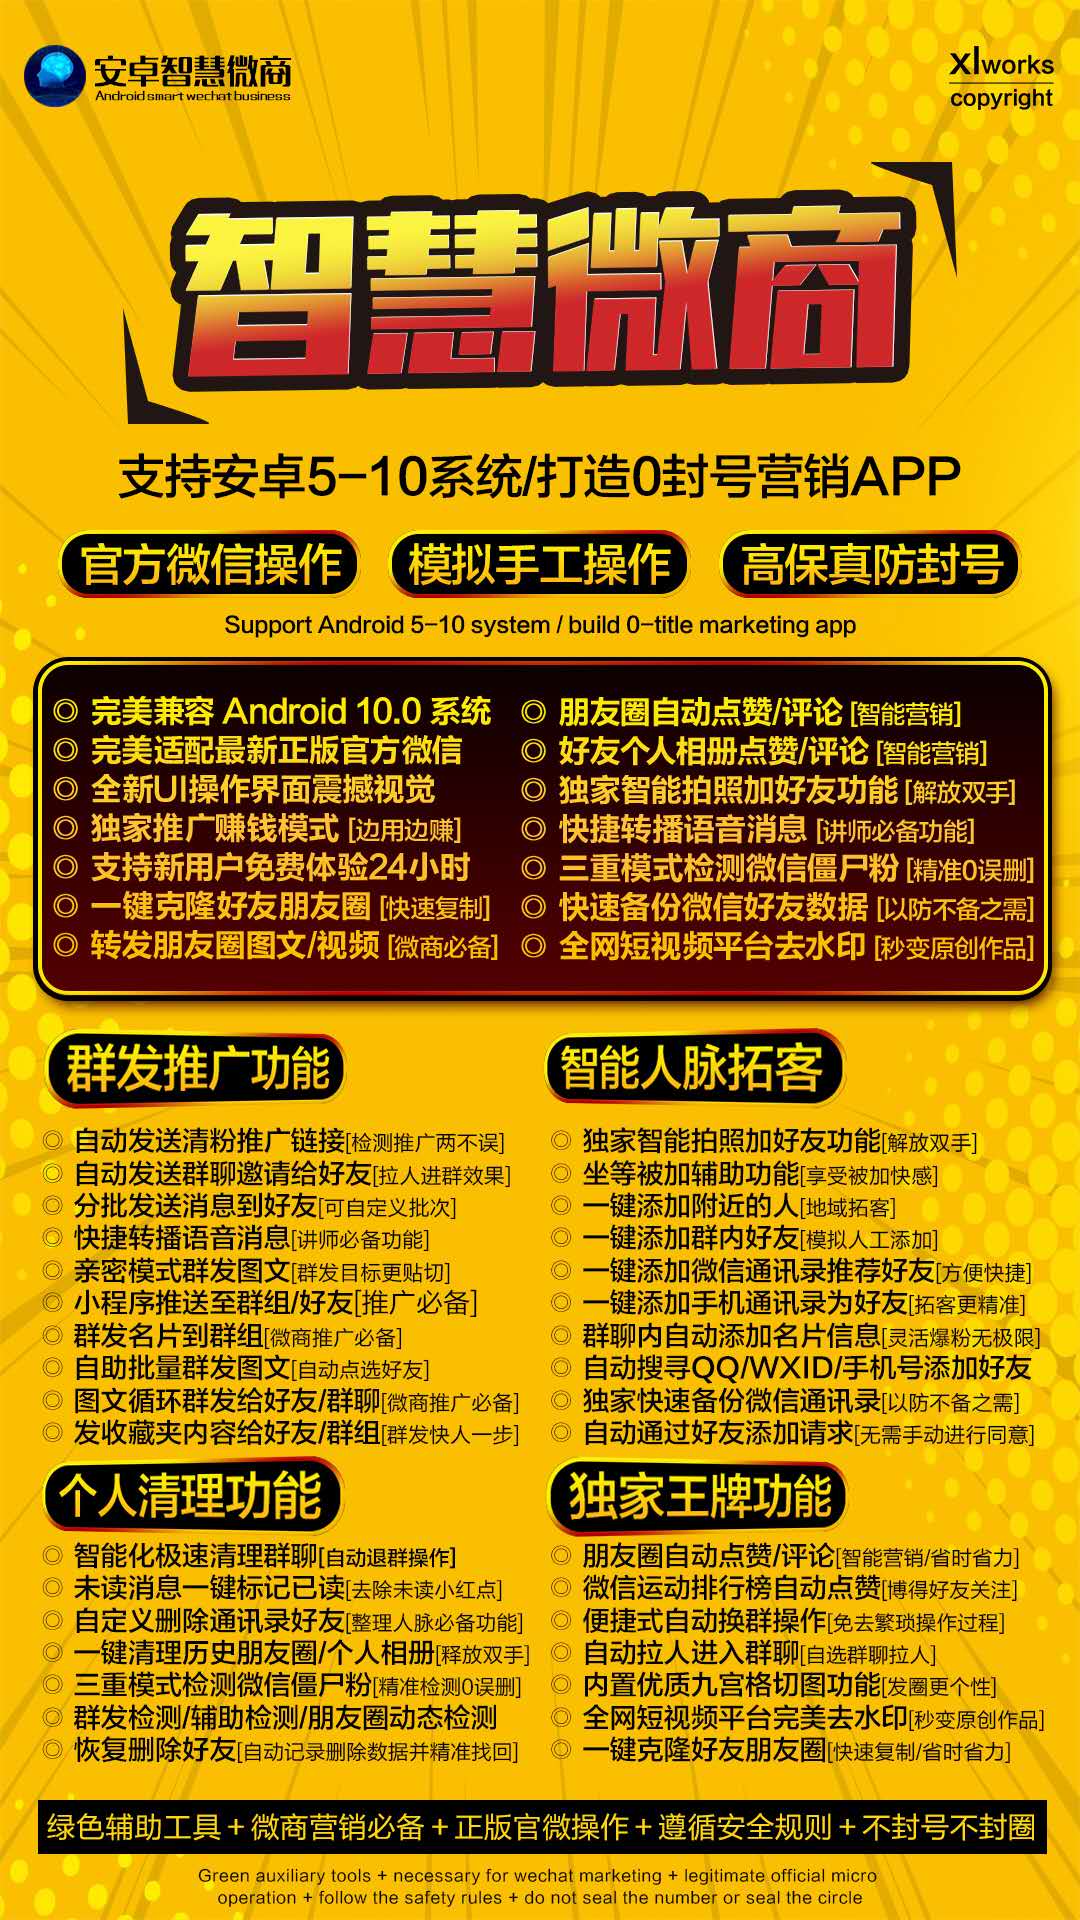 安卓智慧微商
Android smart wechat business
Xlworks
copyright
智慧微商
支持安卓5-10系统/打造0封号营销APP
官方微信操作
模拟手工操作
高保真防封号
Support Android 5-10 system / build 0-title marketing app
◎ 完美兼容 Android 10.0 系统
◎ 完美适配最新正版官方微信
◎ 全新UI操作界面震撼视觉
◎ 独家推广赚钱模式 [边用边赚]
◎ 支持新用户免费体验24小时
◎ 一键克隆好友朋友圈 [快速复制]
◎ 转发朋友圈图文/视频 [微商必备]
◎ 朋友圈自动点赞/评论 [智能营销]
◎ 好友个人相册点赞/评论 [智能营销]
◎ 独家智能拍照加好友功能 [解放双手]
◎ 快捷转播语音消息 [讲师必备功能]
◎ 三重模式检测微信僵尸粉 [精准0误删]
◎ 快速备份微信好友数据 [以防不备之需]
◎ 全网短视频平台去水印 [秒变原创作品]
群发推广功能
◎ 自动发送清粉推广链接[检测推广两不误]
◎ 自动发送群聊邀请给好友[拉人进群效果]
◎ 分批发送消息到好友[可自定义批次]
◎ 快捷转播语音消息[讲师必备功能]
◎ 亲密模式群发图文[群发目标更贴切]
◎ 小程序推送至群组/好友[推广必备]
◎ 群发名片到群组[微商推广必备]
◎ 自助批量群发图文[自动点选好友]
◎ 图文循环群发给好友/群聊[微商推广必备]
◎ 发收藏夹内容给好友/群组[群发快人一步]
智能人脉拓客
◎ 独家智能拍照加好友功能[解放双手]
◎ 坐等被加辅助功能[享受被加快感]
◎ 一键添加附近的人[地域拓客]
◎ 一键添加群内好友[模拟人工添加]
◎ 一键添加微信通讯录推荐好友[方便快捷]
◎ 一键添加手机通讯录为好友[拓客更精准]
◎ 群聊内自动添加名片信息[灵活爆粉无极限]
◎ 自动搜寻QQ/WXID/手机号添加好友
◎ 独家快速备份微信通讯录[以防不备之需]
◎ 自动通过好友添加请求[无需手动进行同意]
个人清理功能
◎ 智能化极速清理群聊[自动退群操作]
◎ 未读消息一键标记已读[去除未读小红点]
◎ 自定义删除通讯录好友[整理人脉必备功能]
◎ 一键清理历史朋友圈/个人相册[释放双手]
◎ 三重模式检测微信僵尸粉[精准检测0误删]
◎ 群发检测/辅助检测/朋友圈动态检测
◎ 恢复删除好友[自动记录删除数据并精准找回]
独家王牌功能
◎ 朋友圈自动点赞/评论[智能营销/省时省力]
◎ 微信运动排行榜自动点赞[博得好友关注]
◎ 便捷式自动换群操作[免去繁琐操作过程]
◎ 自动拉人进入群聊[自选群聊拉人]
◎ 内置优质九宫格切图功能[发圈更个性]
◎ 全网短视频平台完美去水印[秒变原创作品]
◎ 一键克隆好友朋友圈[快速复制/省时省力]
绿色辅助工具+微商营销必备+正版官微操作+遵循安全规则+不封号不封圈
Green auxiliary tools + necessary for wechat marketing + legitimate official micro
operation + follow the safety rules + do not seal the number or seal the circle